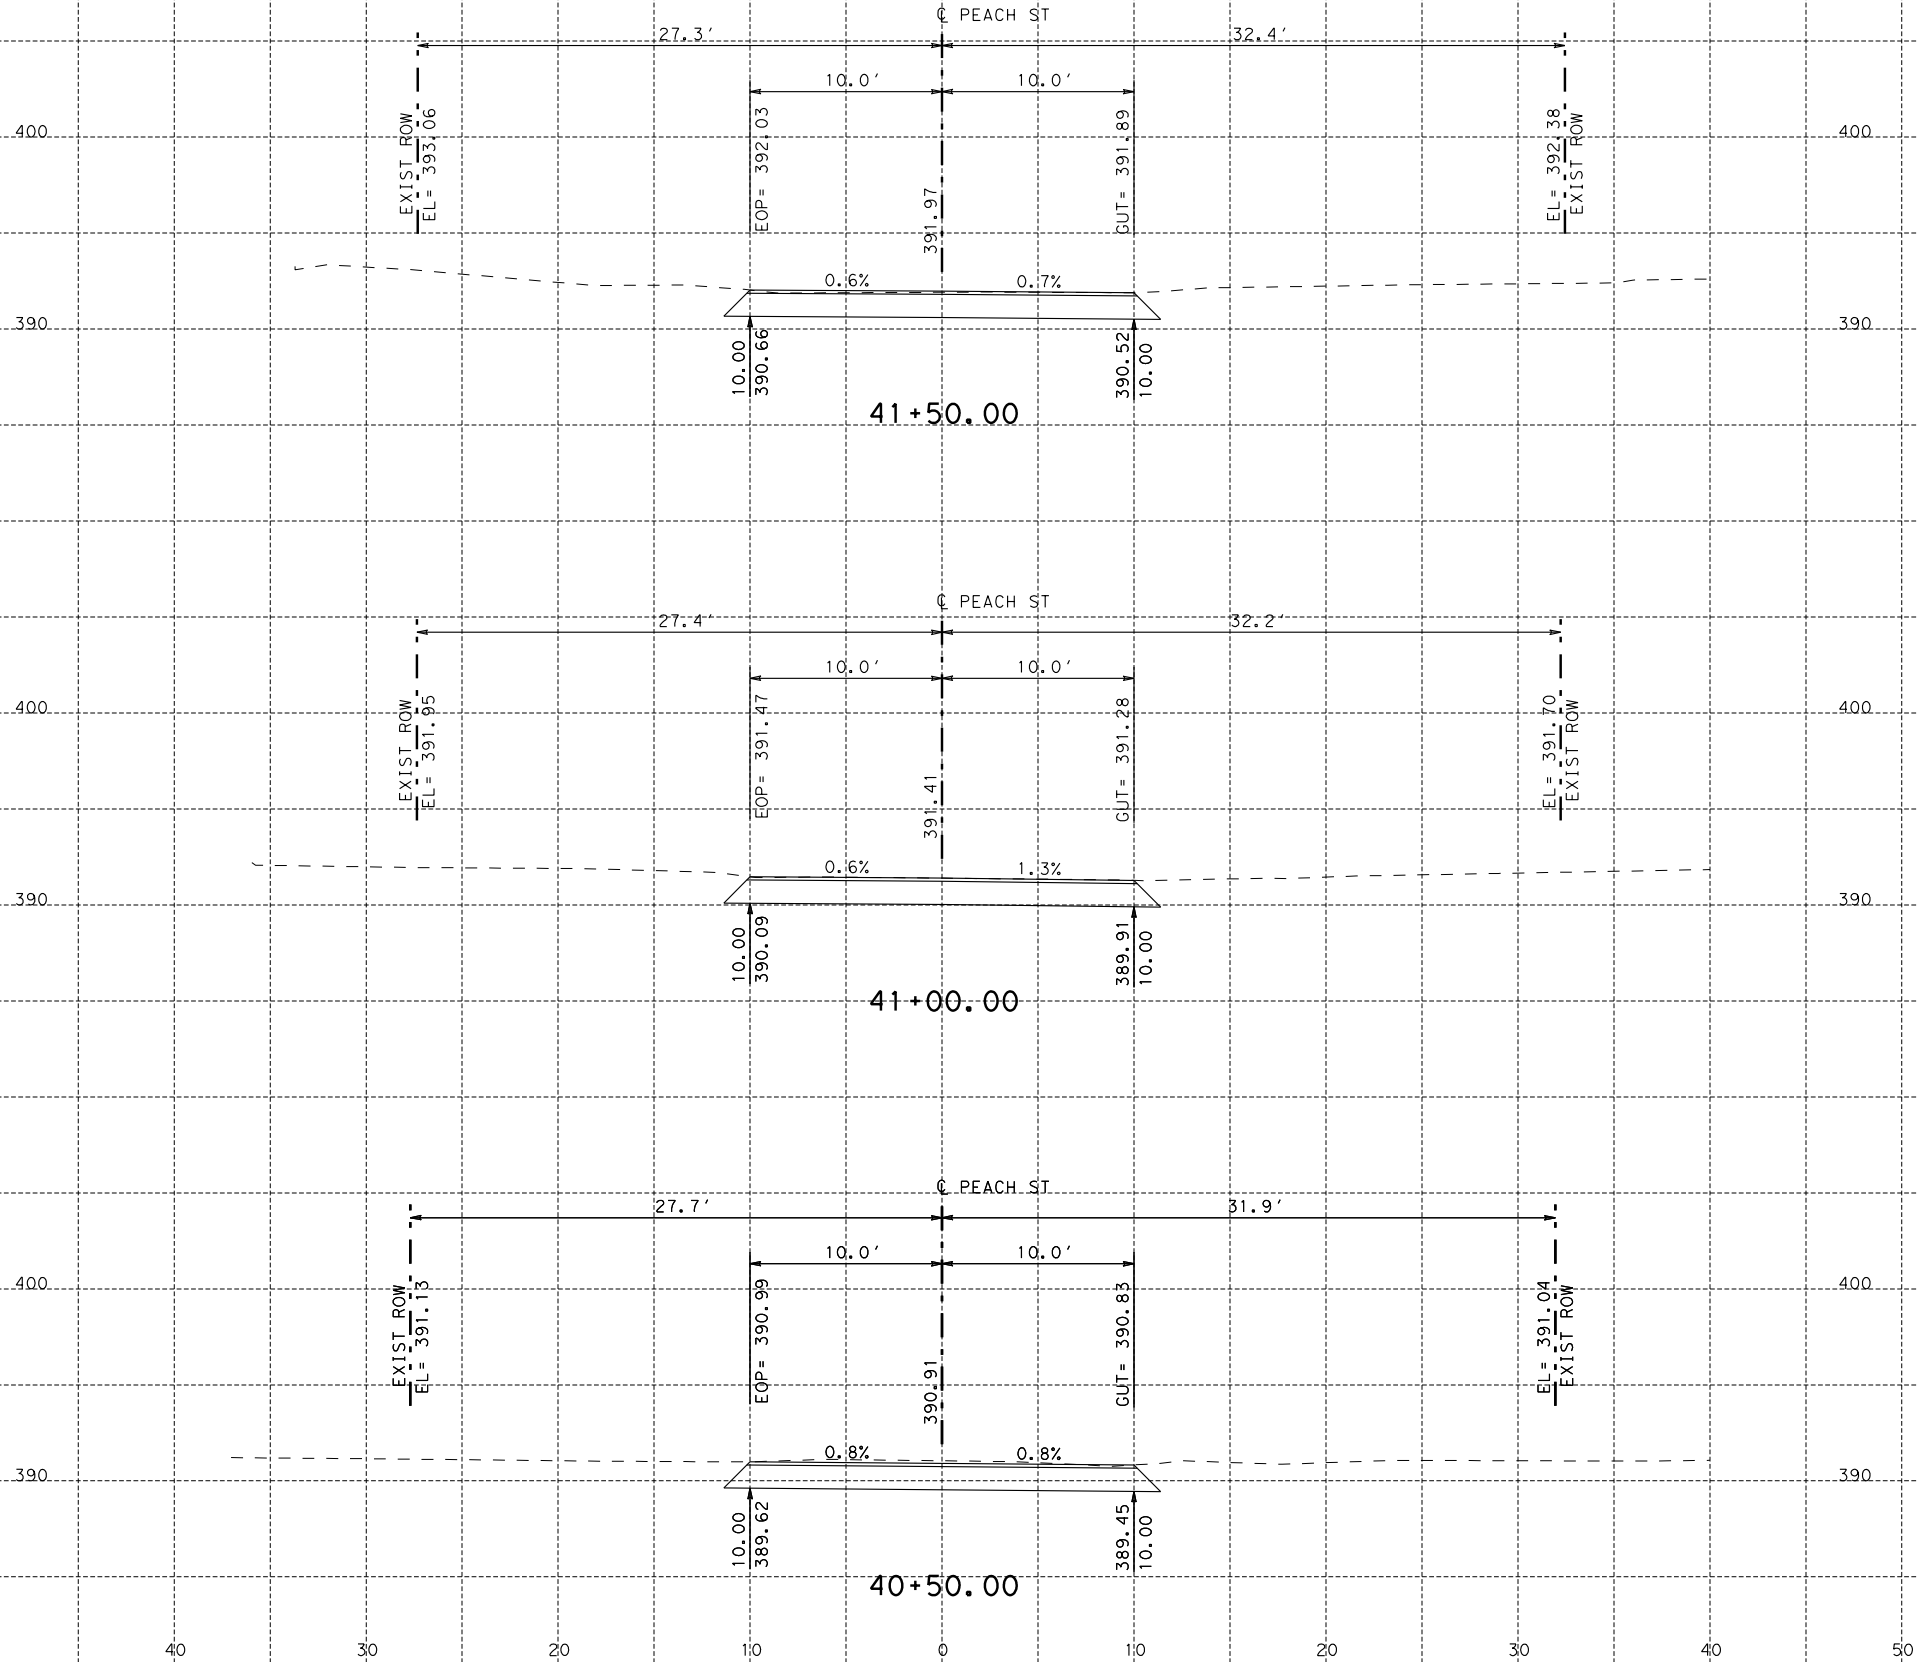 ℄ PEACH ST
27.3′
32.4′
10.0′
10.0′
EXIST ROW
EL= 393.06
EOP= 392.03
391.97
GUT= 391.89
EL= 392.38
EXIST ROW
400
400
0.6%
0.7%
390
390
10.00
390.66
390.52
10.00
41+50.00
℄ PEACH ST
27.4′
32.2′
10.0′
10.0′
EXIST ROW
EL= 391.95
EOP= 391.47
391.41
GUT= 391.28
EL= 391.70
EXIST ROW
400
400
0.6%
1.3%
390
390
10.00
390.09
389.91
10.00
41+00.00
℄ PEACH ST
27.7′
31.9′
10.0′
10.0′
EXIST ROW
EL= 391.13
EOP= 390.99
390.91
GUT= 390.83
EL= 391.04
EXIST ROW
400
400
0.8%
0.8%
390
390
10.00
389.62
389.45
10.00
40+50.00
40 30 20 10 0 10 20 30 40 50